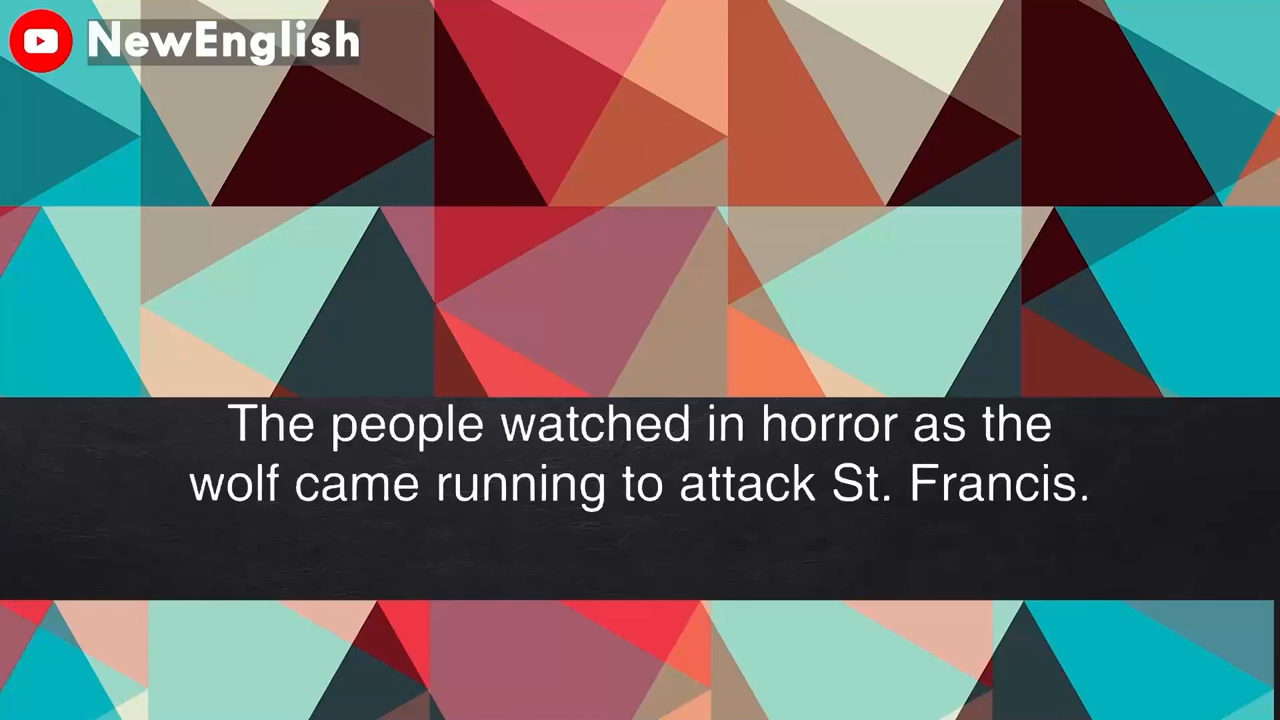 NewEnglish
The people watched in horror as the
wolf came running to attack St. Francis.